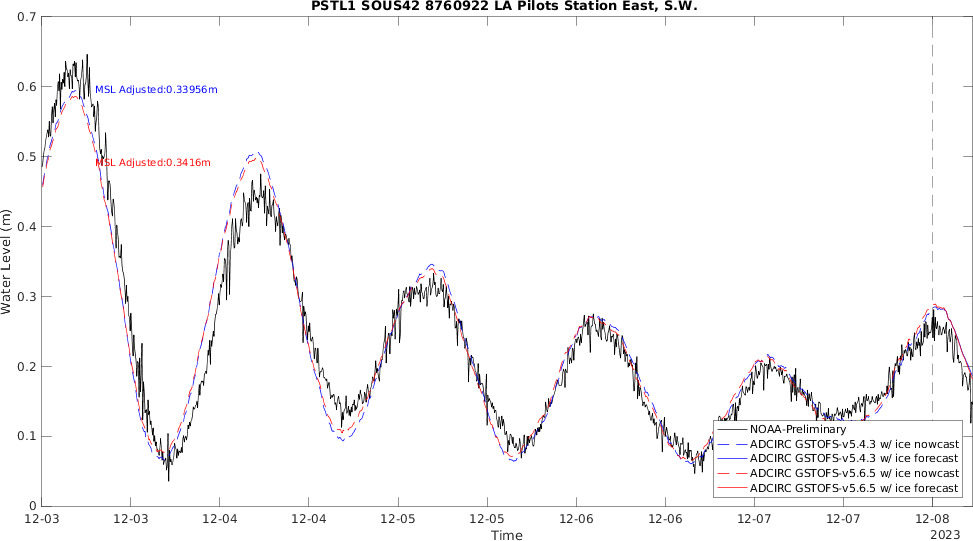 PSTL1 SOUS42 8760922 LA Pilots Station East, S.W.
0.7
0.6
0.5
0.4
0.3
0.2
0.1
0
Water Level (m)
MSL Adjusted:0.33956m
MSL Adjusted:0.3416m
NOAA-Preliminary
ADCIRC GSTOFS-v5.4.3 w/ ice nowcast
ADCIRC GSTOFS-v5.4.3 w/ ice forecast
ADCIRC GSTOFS-v5.6.5 w/ ice nowcast
ADCIRC GSTOFS-v5.6.5 w/ ice forecast
12-03 12-03 12-04 12-04 12-05 12-05 12-06 12-06 12-07 12-07 12-08
2023
Time